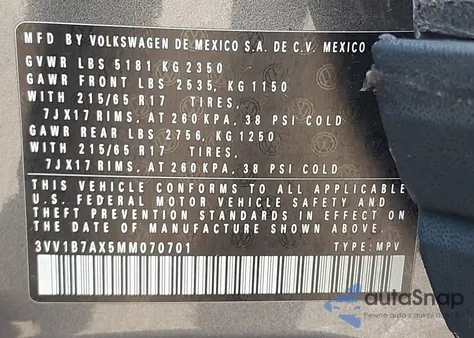 MFD BY VOLKSWAGEN DE MEXICO S.A. DE C.V. MEXICO
GVWR LBS 5181 KG 2350
GAWR FRONT LBS 2535, KG 1150
WITH 215/65 R17 TIRES,
7JX17 RIMS, AT 260 KPA, 38 PSI COLD
GAWR REAR LBS 2756, KG 1250
WITH 215/65 R17 TIRES,
7JX17 RIMS, AT 260 KPA, 38 PSI COLD
THIS VEHICLE CONFORMS TO ALL APPLICABLE
U.S. FEDERAL MOTOR VEHICLE SAFETY AND
THEFT PREVENTION STANDARDS IN EFFECT ON
THE DATE OF MANUFACTURE SHOWN ABOVE.
3VV1B7AX5MM070701 TYPE: MPV
autoSnap
Pewne auto z aukcji w USA